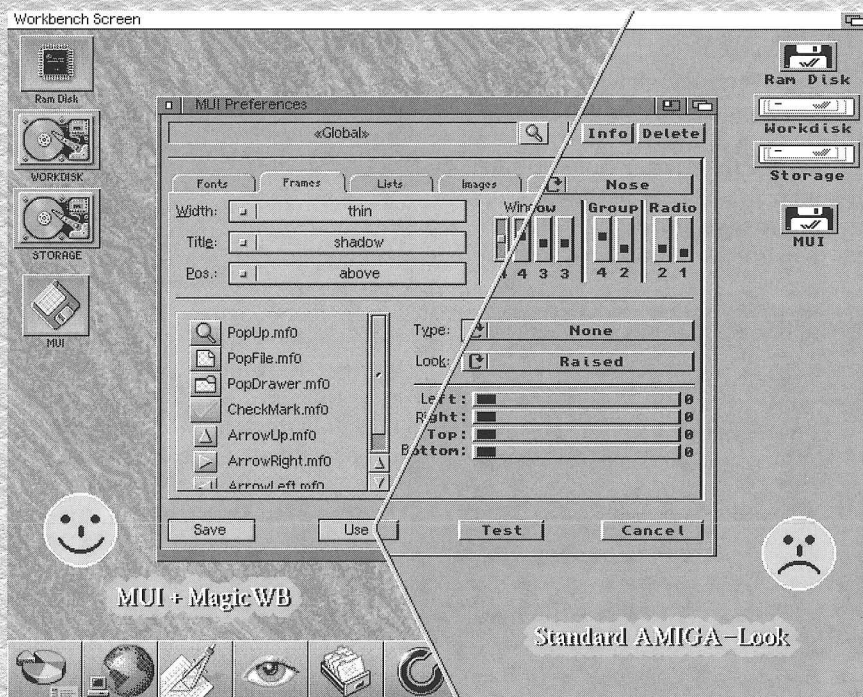 Workbench Screen
Ram Disk
WORKDISK
STORAGE
MUI
MUI Preferences
«Global»
Info
Delete
Fonts
Frames
Lists
Images
Nose
Width:
thin
Title:
shadow
Pos.:
above
Window
Group
Radio
4 3 3
4 2
2 1
PopUp.mf0
PopFile.mf0
PopDrawer.mf0
CheckMark.mf0
ArrowUp.mf0
ArrowRight.mf0
ArrowLeft.mf0
Type:
None
Look:
Raised
Left:
0
Right:
0
Top:
0
Bottom:
0
Save
Use
Test
Cancel
Ram Disk
Workdisk
Storage
MUI
MUI + MagicWB
Standard AMIGA-Look